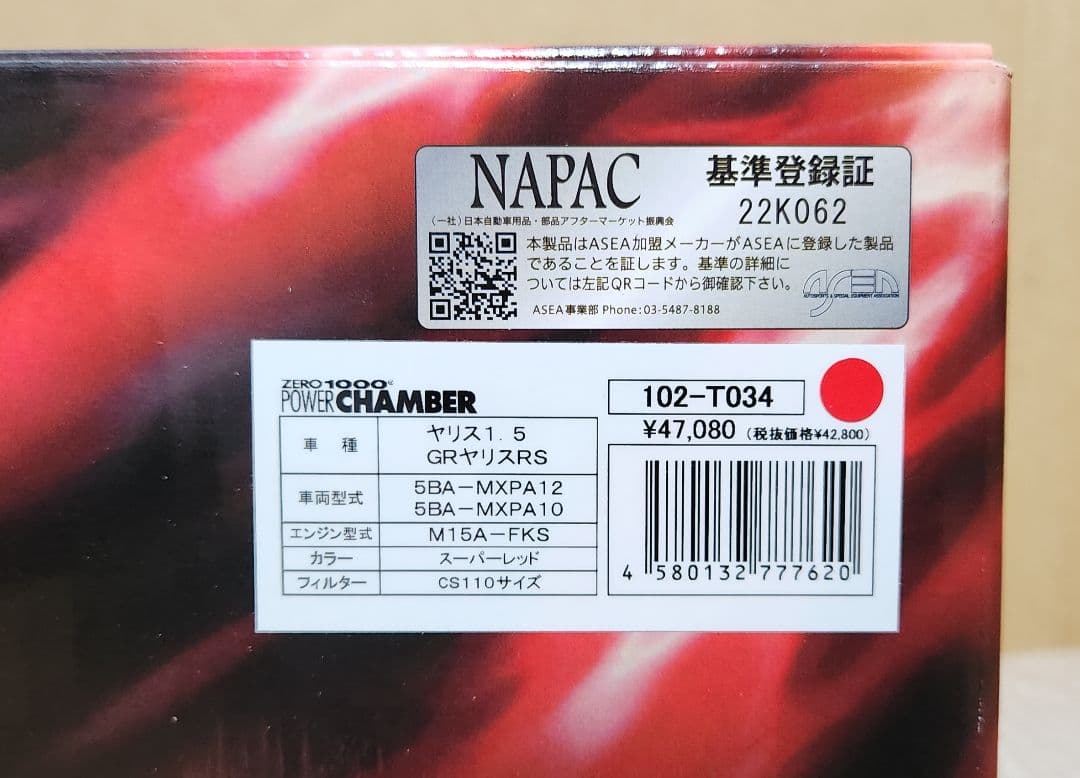 NAPAC
基準登録証
22K062
(一社)日本自動車用品・部品アフターマーケット振興会
本製品はASEA加盟メーカーがASEAに登録した製品
であることを証します。基準の詳細に
ついては左記QRコードから御確認下さい。
ASEA事業部 Phone:03-5487-8188
ASEA
AUTOSPORTS & SPECIAL EQUIPMENT ASSOCIATION
ZERO1000
POWER CHAMBER
102-T034
¥47,080 (税抜価格¥42,800)
車 種
ヤリス1.5
GRヤリスRS
車両型式
5BA-MXPA12
5BA-MXPA10
エンジン型式 M15A-FKS
カラー スーパーレッド
フィルター CS110サイズ
4 580132 777620